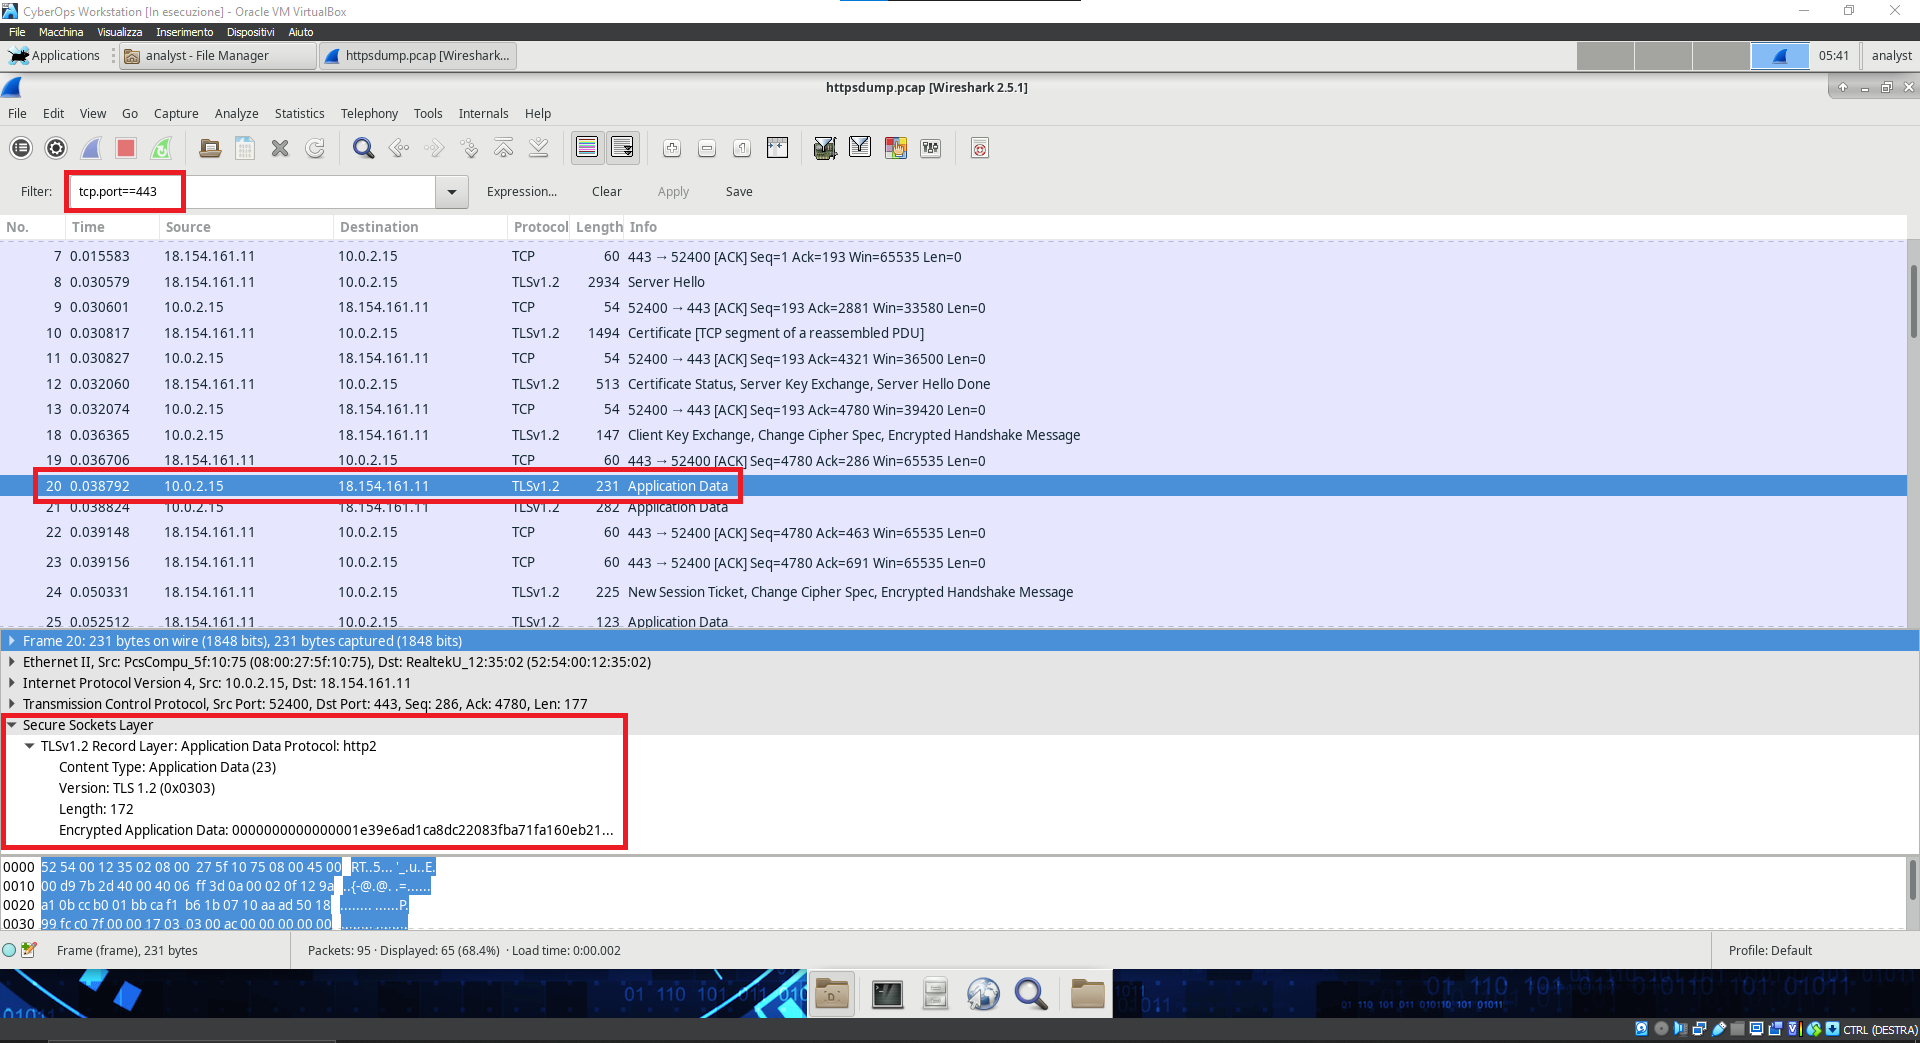 CyberOps Workstation [In esecuzione] - Oracle VM VirtualBox
File Macchina Visualizza Inserimento Dispositivi Aiuto
Applications analyst - File Manager httpsdump.pcap [Wireshark... 05:41 analyst
httpsdump.pcap [Wireshark 2.5.1]
File Edit View Go Capture Analyze Statistics Telephony Tools Internals Help
Filter: tcp.port==443 Expression... Clear Apply Save
No. Time Source Destination Protocol Length Info
7 0.015583 18.154.161.11 10.0.2.15 TCP 60 443 → 52400 [ACK] Seq=1 Ack=193 Win=65535 Len=0
8 0.030579 18.154.161.11 10.0.2.15 TLSv1.2 2934 Server Hello
9 0.030601 10.0.2.15 18.154.161.11 TCP 54 52400 → 443 [ACK] Seq=193 Ack=2881 Win=33580 Len=0
10 0.030817 18.154.161.11 10.0.2.15 TLSv1.2 1494 Certificate [TCP segment of a reassembled PDU]
11 0.030827 10.0.2.15 18.154.161.11 TCP 54 52400 → 443 [ACK] Seq=193 Ack=4321 Win=36500 Len=0
12 0.032060 18.154.161.11 10.0.2.15 TLSv1.2 513 Certificate Status, Server Key Exchange, Server Hello Done
13 0.032074 10.0.2.15 18.154.161.11 TCP 54 52400 → 443 [ACK] Seq=193 Ack=4780 Win=39420 Len=0
18 0.036365 10.0.2.15 18.154.161.11 TLSv1.2 147 Client Key Exchange, Change Cipher Spec, Encrypted Handshake Message
19 0.036706 18.154.161.11 10.0.2.15 TCP 60 443 → 52400 [ACK] Seq=4780 Ack=286 Win=65535 Len=0
20 0.038792 10.0.2.15 18.154.161.11 TLSv1.2 231 Application Data
21 0.038824 10.0.2.15 18.154.161.11 TLSv1.2 282 Application Data
22 0.039148 18.154.161.11 10.0.2.15 TCP 60 443 → 52400 [ACK] Seq=4780 Ack=463 Win=65535 Len=0
23 0.039156 18.154.161.11 10.0.2.15 TCP 60 443 → 52400 [ACK] Seq=4780 Ack=691 Win=65535 Len=0
24 0.050331 18.154.161.11 10.0.2.15 TLSv1.2 225 New Session Ticket, Change Cipher Spec, Encrypted Handshake Message
25 0.052512 18.154.161.11 10.0.2.15 TLSv1.2 123 Application Data
Frame 20: 231 bytes on wire (1848 bits), 231 bytes captured (1848 bits)
Ethernet II, Src: PcsCompu_5f:10:75 (08:00:27:5f:10:75), Dst: RealtekU_12:35:02 (52:54:00:12:35:02)
Internet Protocol Version 4, Src: 10.0.2.15, Dst: 18.154.161.11
Transmission Control Protocol, Src Port: 52400, Dst Port: 443, Seq: 286, Ack: 4780, Len: 177
Secure Sockets Layer
TLSv1.2 Record Layer: Application Data Protocol: http2
Content Type: Application Data (23)
Version: TLS 1.2 (0x0303)
Length: 172
Encrypted Application Data: 0000000000000001e39e6ad1ca8dc22083fba71fa160eb21...
0000 52 54 00 12 35 02 08 00 27 5f 10 75 08 00 45 00 RT..5... '_.u..E.
0010 00 d9 7b 2d 40 00 40 06 ff 3d 0a 00 02 0f 12 9a ..{-@.@. .=......
0020 a1 0b cc b0 01 bb ca f1 b6 1b 07 10 aa ad 50 18 ........ ......P.
0030 99 fc c0 7f 00 00 17 03 03 00 ac 00 00 00 00 00 ........ ........
Frame (frame), 231 bytes Packets: 95 · Displayed: 65 (68.4%) · Load time: 0:00.002 Profile: Default
CTRL (DESTRA)